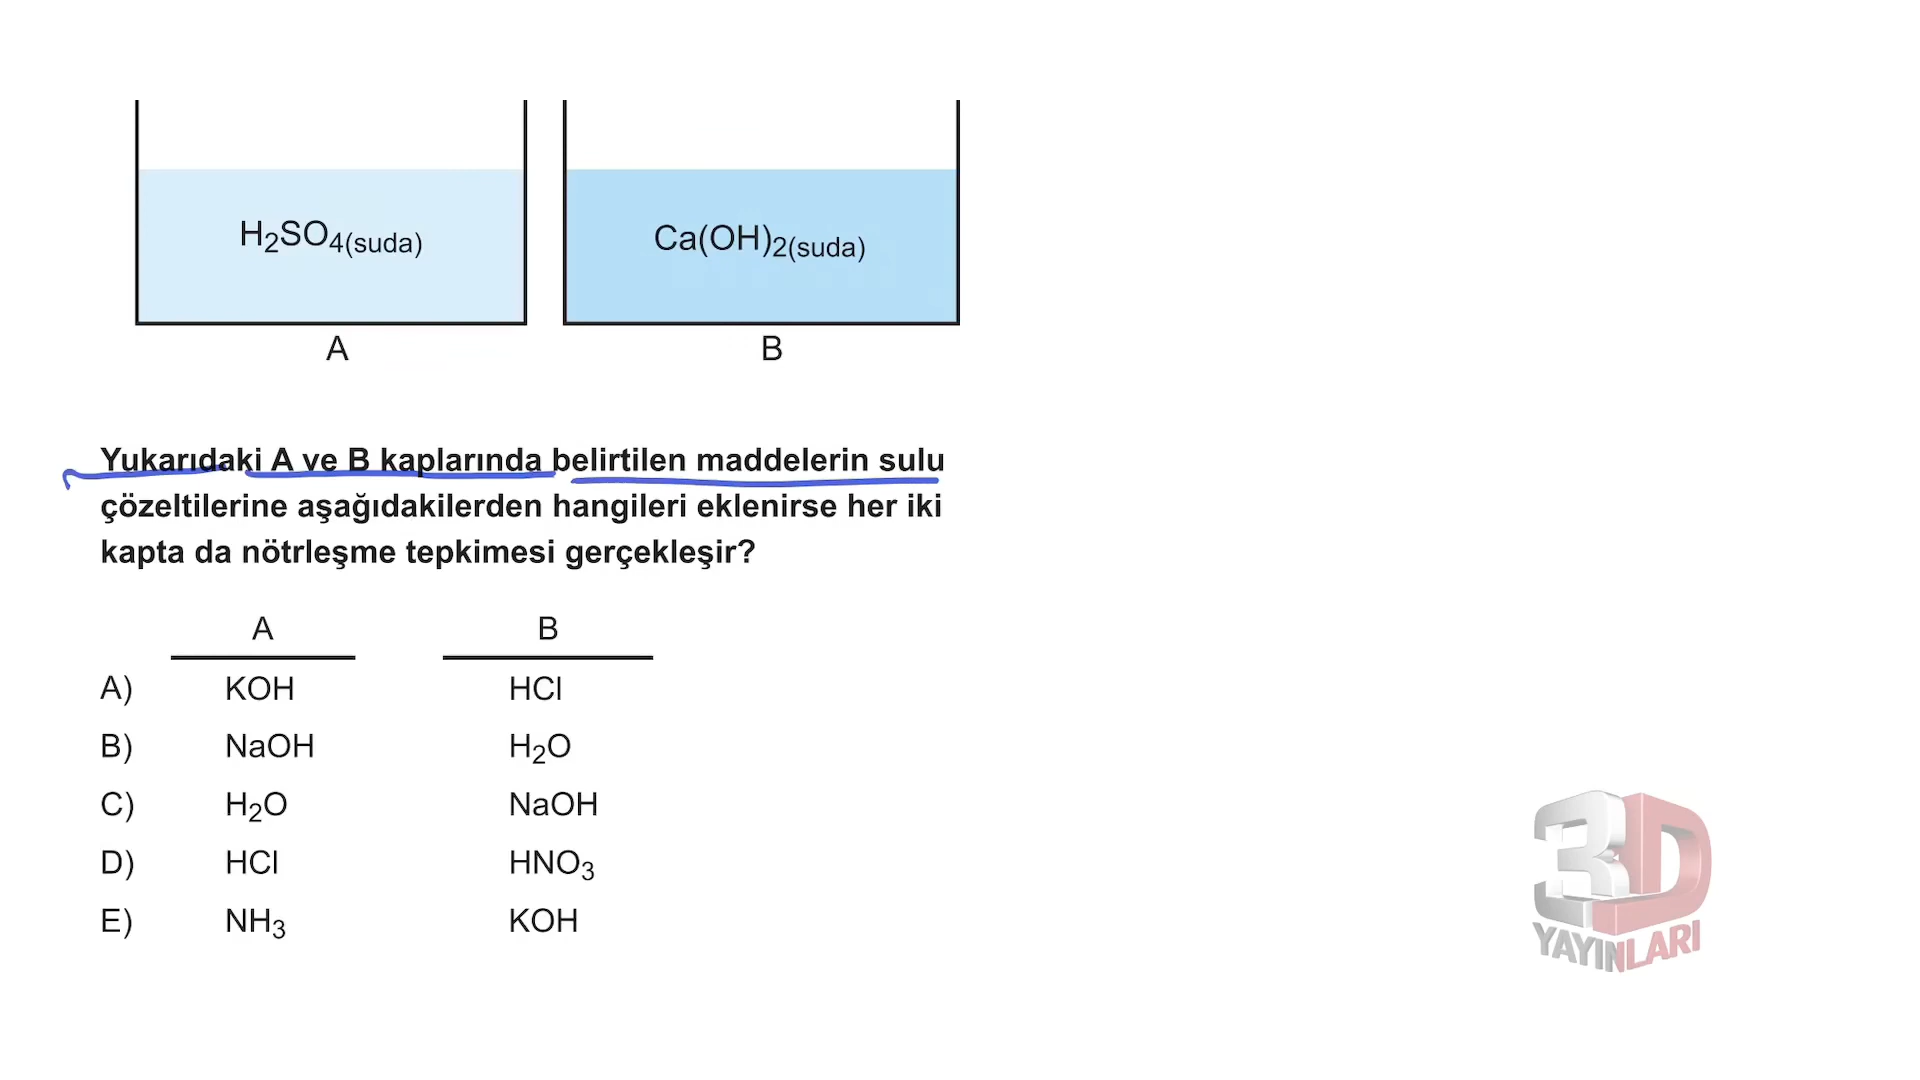 H₂SO₄(suda)
Ca(OH)₂(suda)
A
B
Yukarıdaki A ve B kaplarında belirtilen maddelerin sulu
çözeltilerine aşağıdakilerden hangileri eklenirse her iki
kapta da nötrleşme tepkimesi gerçekleşir?
A B
A) KOH HCl
B) NaOH H₂O
C) H₂O NaOH
D) HCl HNO₃
E) NH₃ KOH
3D
YAYINLARI